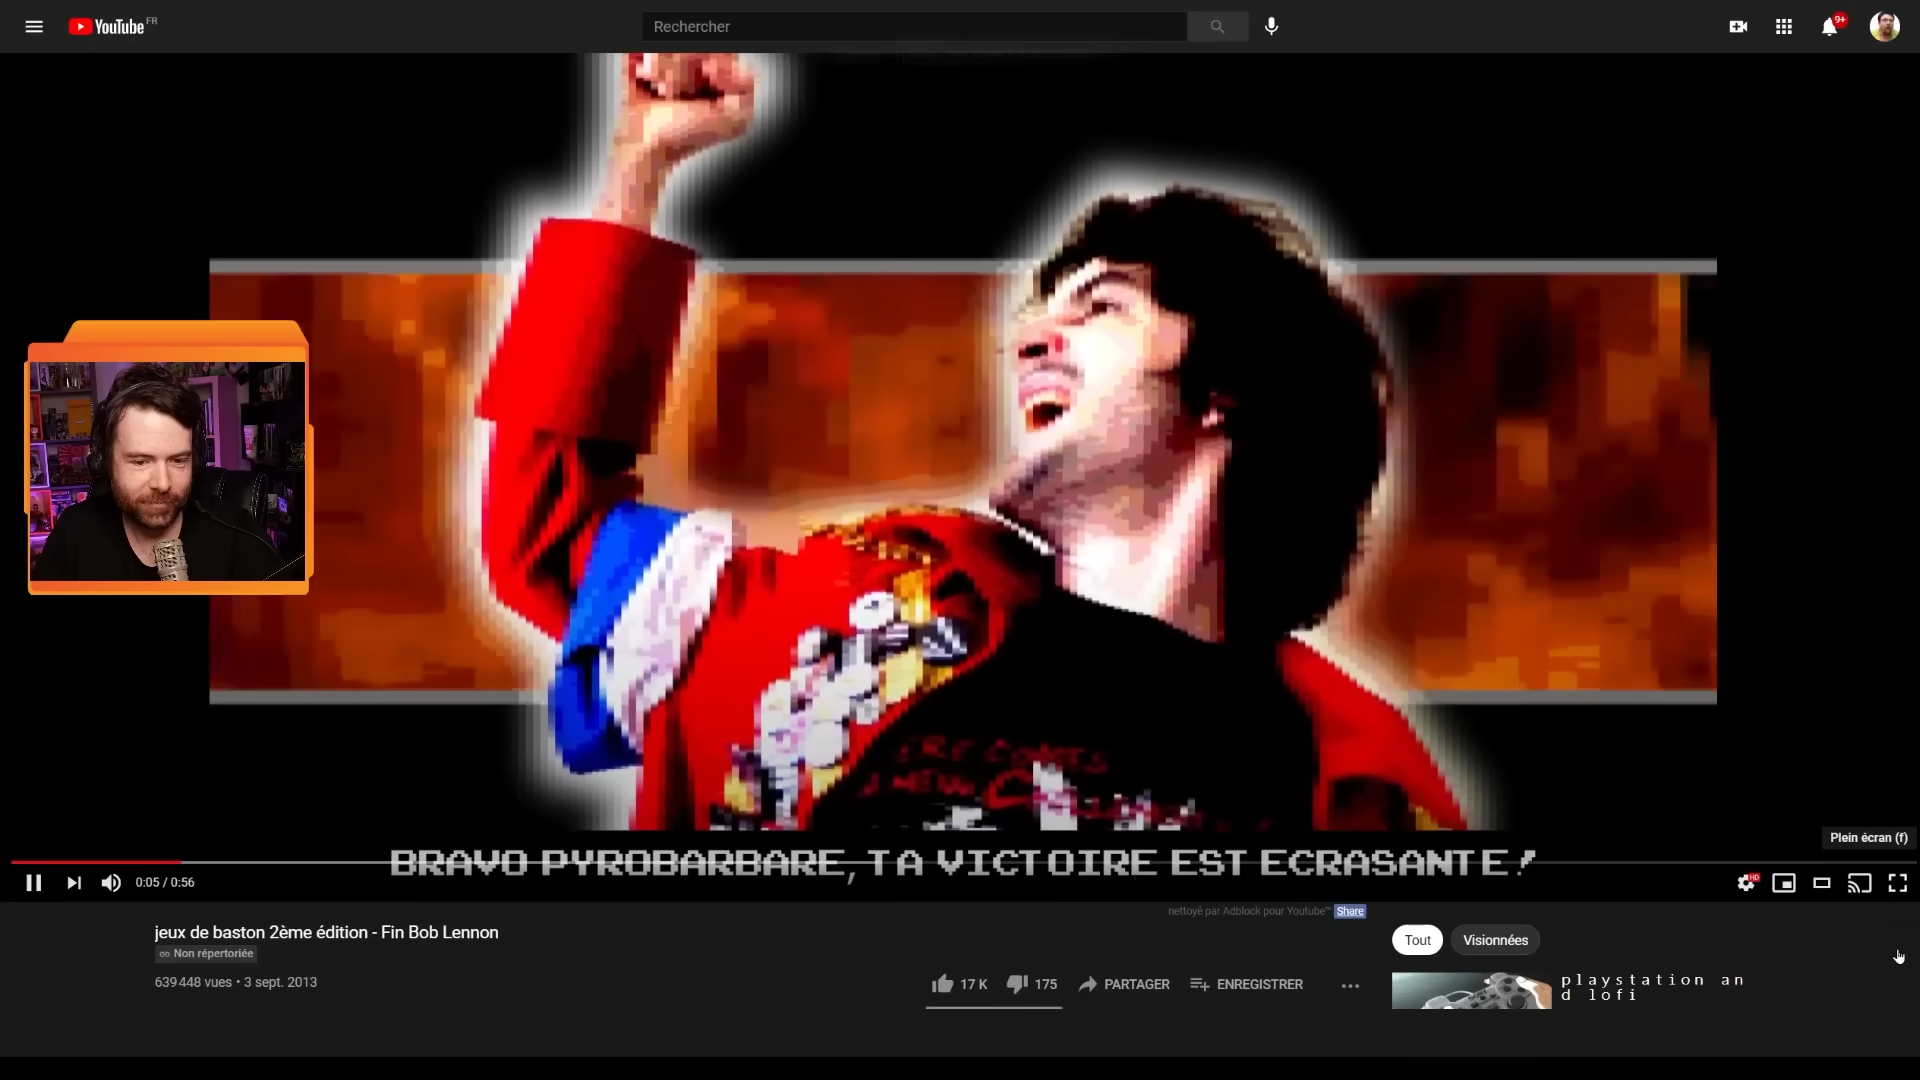 YouTube FR
Rechercher
9+
BRAVO PYROBARBARE, TA VICTOIRE EST ECRASANTE !
Plein écran (f)
0:05 / 0:56
HD
nettoyé par Adblock pour Youtube™ Share
jeux de baston 2ème édition - Fin Bob Lennon
Non répertoriée
639 448 vues • 3 sept. 2013
17 K
175
PARTAGER
ENREGISTRER
Tout
Visionnées
playstation an
d lofi